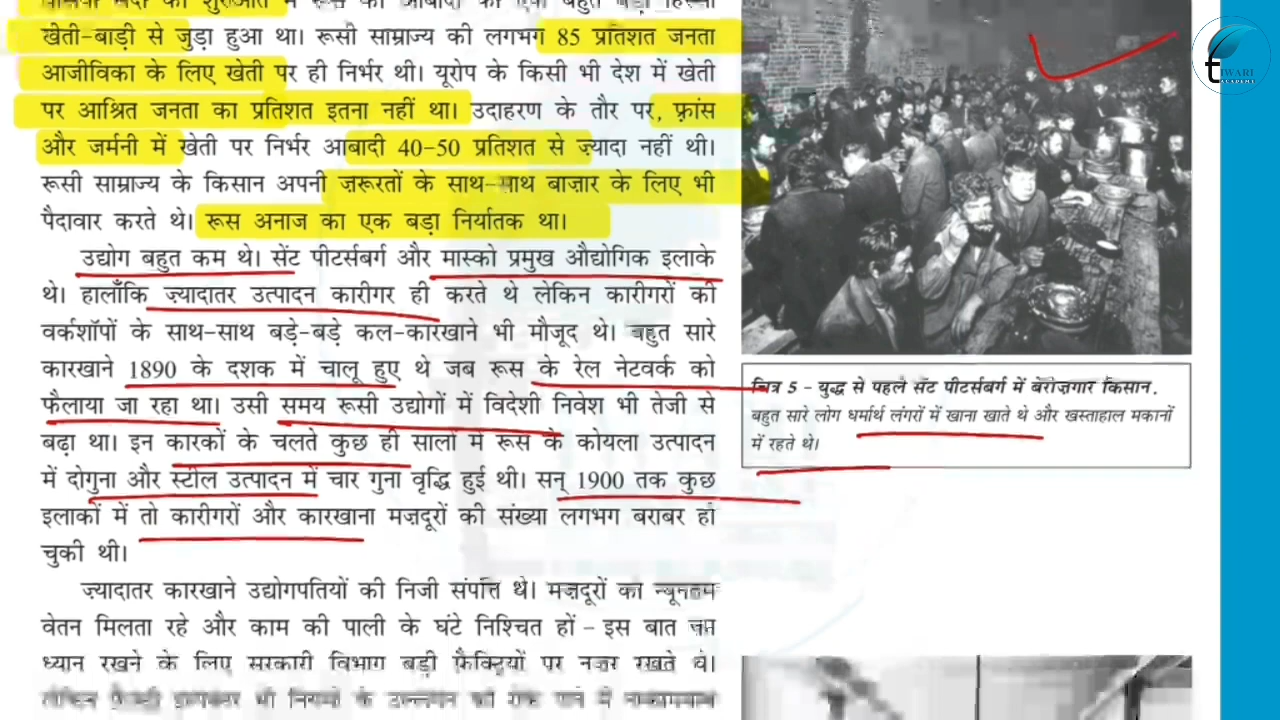 खेती-बाड़ी से जुड़ा हुआ था। रूसी साम्राज्य की लगभग 85 प्रतिशत जनता
आजीविका के लिए खेती पर ही निर्भर थी। यूरोप के किसी भी देश में खेती
पर आश्रित जनता का प्रतिशत इतना नहीं था। उदाहरण के तौर पर, फ़्रांस
और जर्मनी में खेती पर निर्भर आबादी 40–50 प्रतिशत से ज़्यादा नहीं थी।
रूसी साम्राज्य के किसान अपनी ज़रूरतों के साथ-साथ बाज़ार के लिए भी
पैदावार करते थे। रूस अनाज का एक बड़ा निर्यातक था।
उद्योग बहुत कम थे। सेंट पीटर्सबर्ग और मास्को प्रमुख औद्योगिक इलाके
थे। हालाँकि ज़्यादातर उत्पादन कारीगर ही करते थे लेकिन कारीगरों की
वर्कशॉपों के साथ-साथ बड़े-बड़े कल-कारखाने भी मौजूद थे। बहुत सारे
कारखाने 1890 के दशक में चालू हुए थे जब रूस के रेल नेटवर्क को
फैलाया जा रहा था। उसी समय रूसी उद्योगों में विदेशी निवेश भी तेजी से
बढ़ा था। इन कारकों के चलते कुछ ही सालों में रूस के कोयला उत्पादन
में दोगुना और स्टील उत्पादन में चार गुना वृद्धि हुई थी। सन् 1900 तक कुछ
इलाकों में तो कारीगरों और कारखाना मज़दूरों की संख्या लगभग बराबर हो
चुकी थी।
ज़्यादातर कारखाने उद्योगपतियों की निजी संपत्ति थे। मज़दूरों को न्यूनतम
वेतन मिलता रहे और काम की पाली के घंटे निश्चित हों – इस बात का
ध्यान रखने के लिए सरकारी विभाग बड़ी फ़ैक्ट्रियों पर नज़र रखते थे।
चित्र 5 – युद्ध से पहले सेंट पीटर्सबर्ग में बेरोज़गार किसान.
बहुत सारे लोग धर्मार्थ लंगरों में खाना खाते थे और खस्ताहाल मकानों
में रहते थे।
TIWARI
ACADEMY